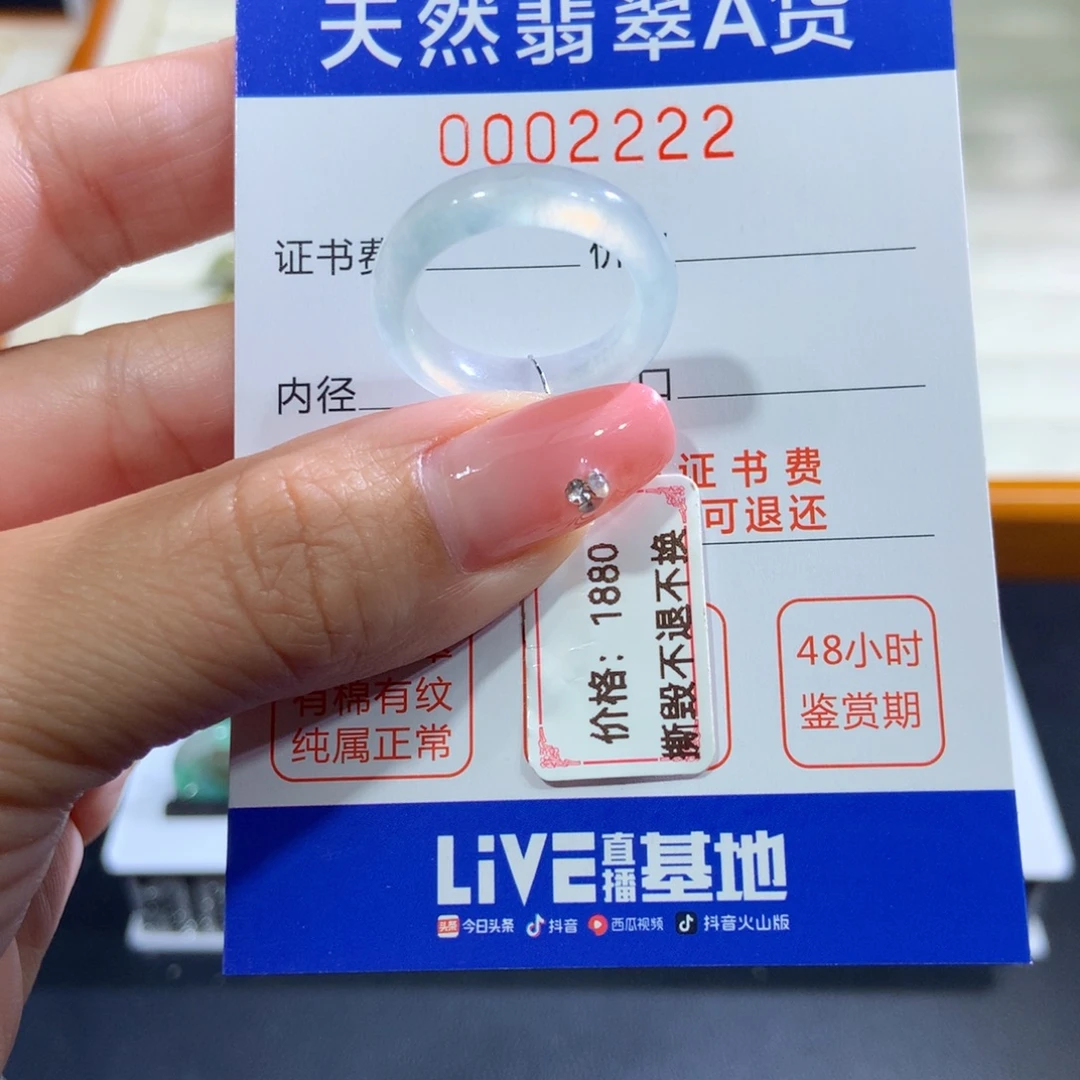 天然翡翠A货
0002222
证书费
价
内径
口
证书费
可退还
价格：1880
撕毁不退不换
有棉有纹
纯属正常
48小时
鉴赏期
LiVE直播基地
头条 今日头条 抖音 西瓜视频 抖音火山版